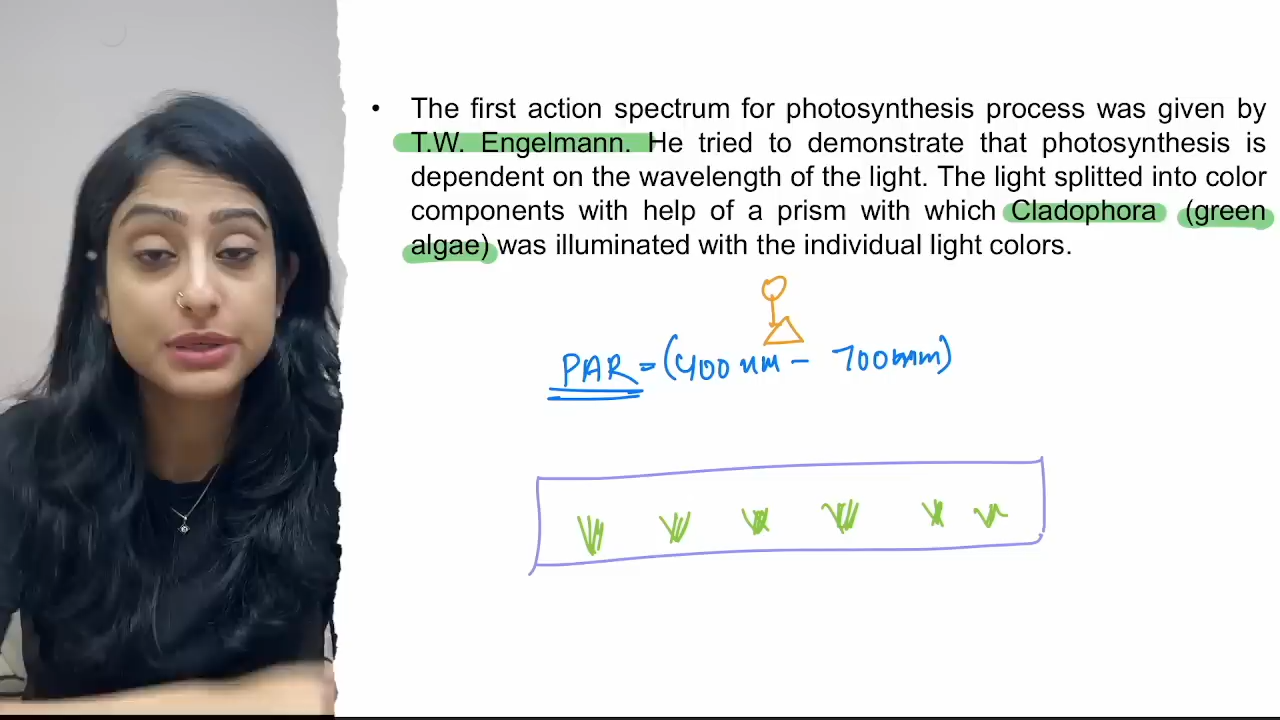 • The first action spectrum for photosynthesis process was given by
T.W. Engelmann. He tried to demonstrate that photosynthesis is
dependent on the wavelength of the light. The light splitted into color
components with help of a prism with which Cladophora (green
algae) was illuminated with the individual light colors.
PAR = (400 nm - 700 nm)